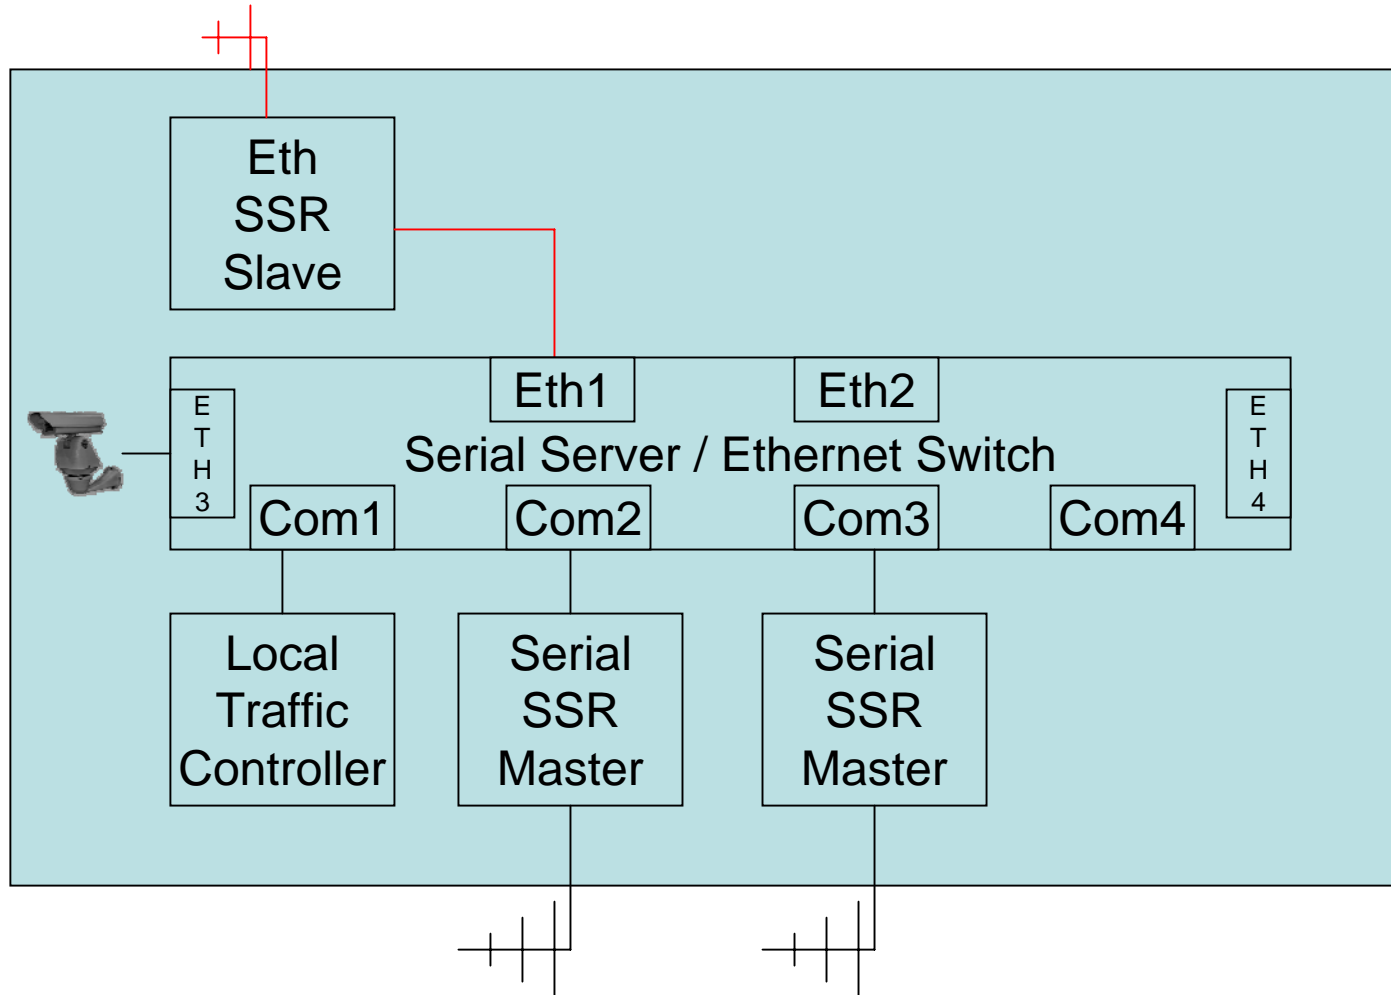 Eth
SSR
Slave
Eth1
Eth2
E
T
H
3
E
T
H
4
Serial Server / Ethernet Switch
Com1
Com2
Com3
Com4
Local
Traffic
Controller
Serial
SSR
Master
Serial
SSR
Master